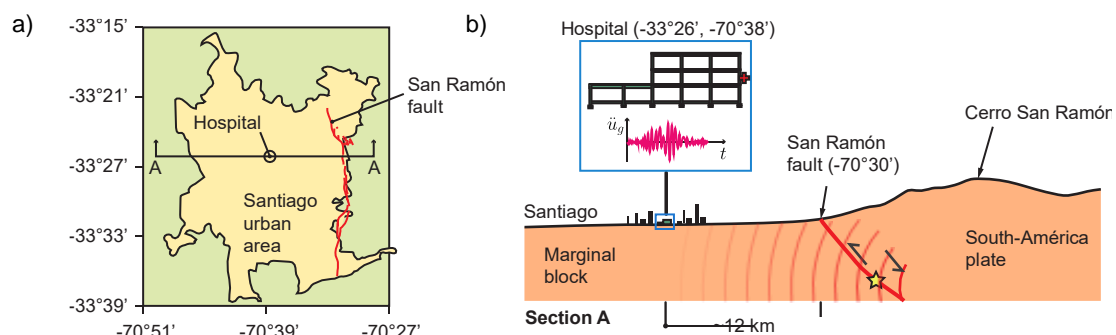 a)
-33°15'
-33°21'
-33°27'
-33°33'
-33°39'
-70°51'
-70°39'
-70°27'
San Ramón
fault
Hospital
A
A
Santiago
urban
area
b)
Hospital (-33°26', -70°38')
ü_g
t
Cerro San Ramón
San Ramón
fault (-70°30')
Santiago
Marginal
block
South-América
plate
Section A
~12 km